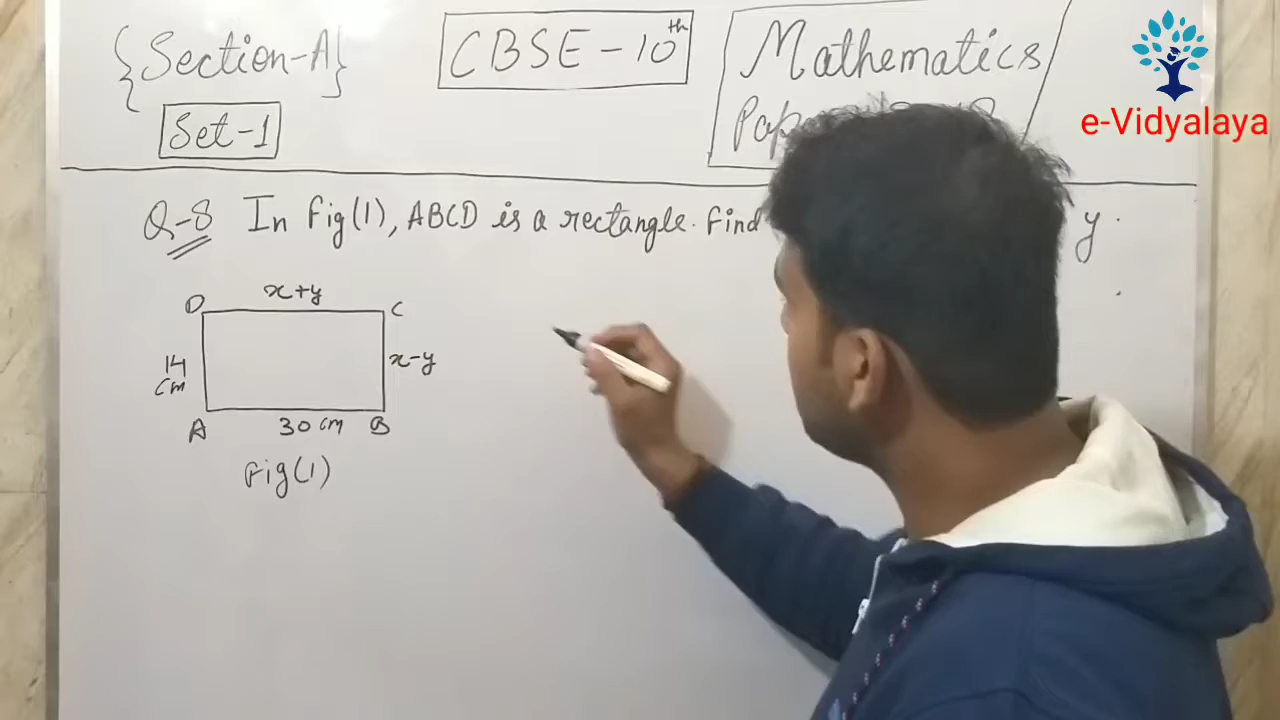 {Section-A}
Set-1
CBSE-10th
Mathematics
e-Vidyalaya
Q-8 In Fig(1), ABCD is a rectangle. Find y.
D x+y C
14 cm
x-y
A 30 cm B
Fig(1)